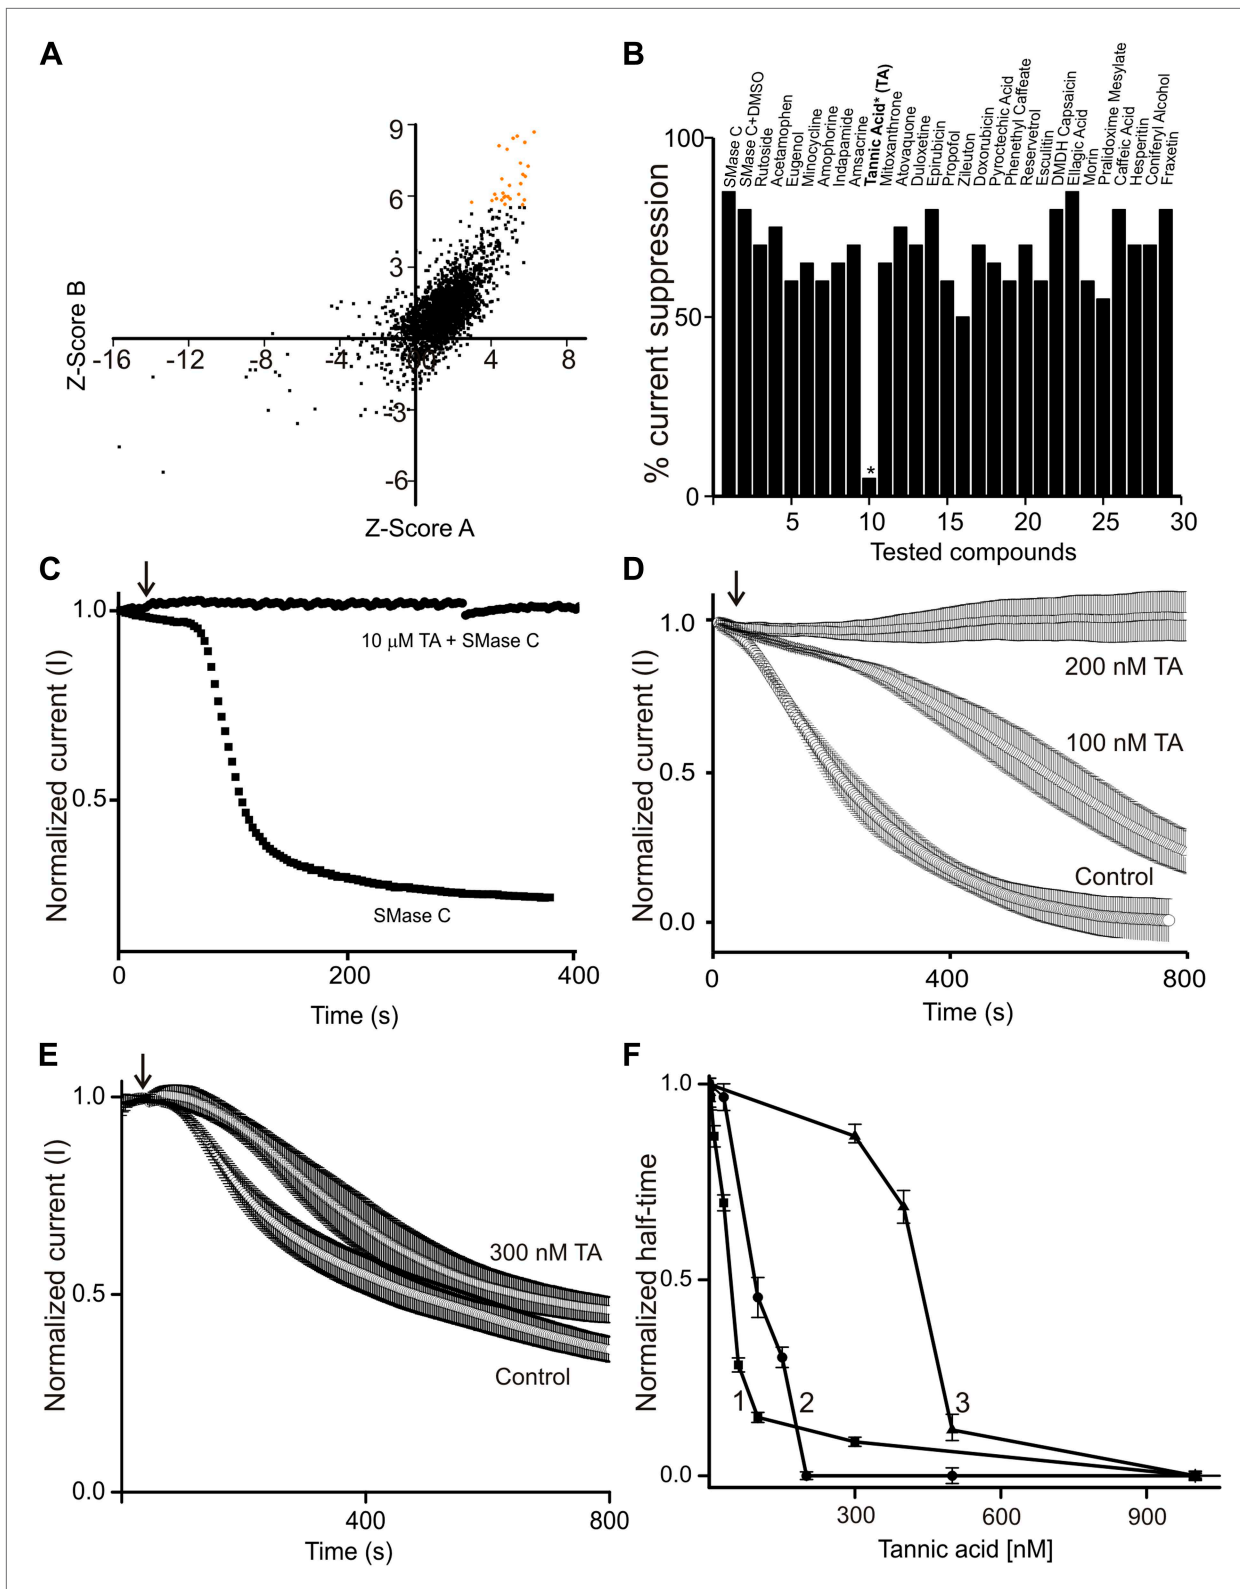 A
9
6
3
-16
-12
-8
-4
0
4
8
-3
-6
Z-Score B
Z-Score A
B
SMase C
SMase C+DMSO
Rutoside
Acetamophen
Eugenol
Minocycline
Amophorine
Indapamide
Amsacrine
Tannic Acid* (TA)
Mitoxanthrone
Atovaquone
Duloxetine
Epirubicin
Propofol
Zileuton
Doxorubicin
Pyroctechic Acid
Phenethyl Caffeate
Reservetrol
Esculitin
DMDH Capsaicin
Ellagic Acid
Morin
Pralidoxime Mesylate
Caffeic Acid
Hesperitin
Coniferyl Alcohol
Fraxetin
100
50
0
*
5
10
15
20
25
30
% current suppression
Tested compounds
C
1.0
0.5
10 µM TA + SMase C
SMase C
0
200
400
Normalized current (I)
Time (s)
D
1.0
0.5
0.0
200 nM TA
100 nM TA
Control
0
400
800
Normalized current (I)
Time (s)
E
1.0
0.5
0.0
300 nM TA
Control
400
800
Normalized current (I)
Time (s)
F
1.0
0.5
0.0
1
2
3
300
600
900
Normalized half-time
Tannic acid [nM]